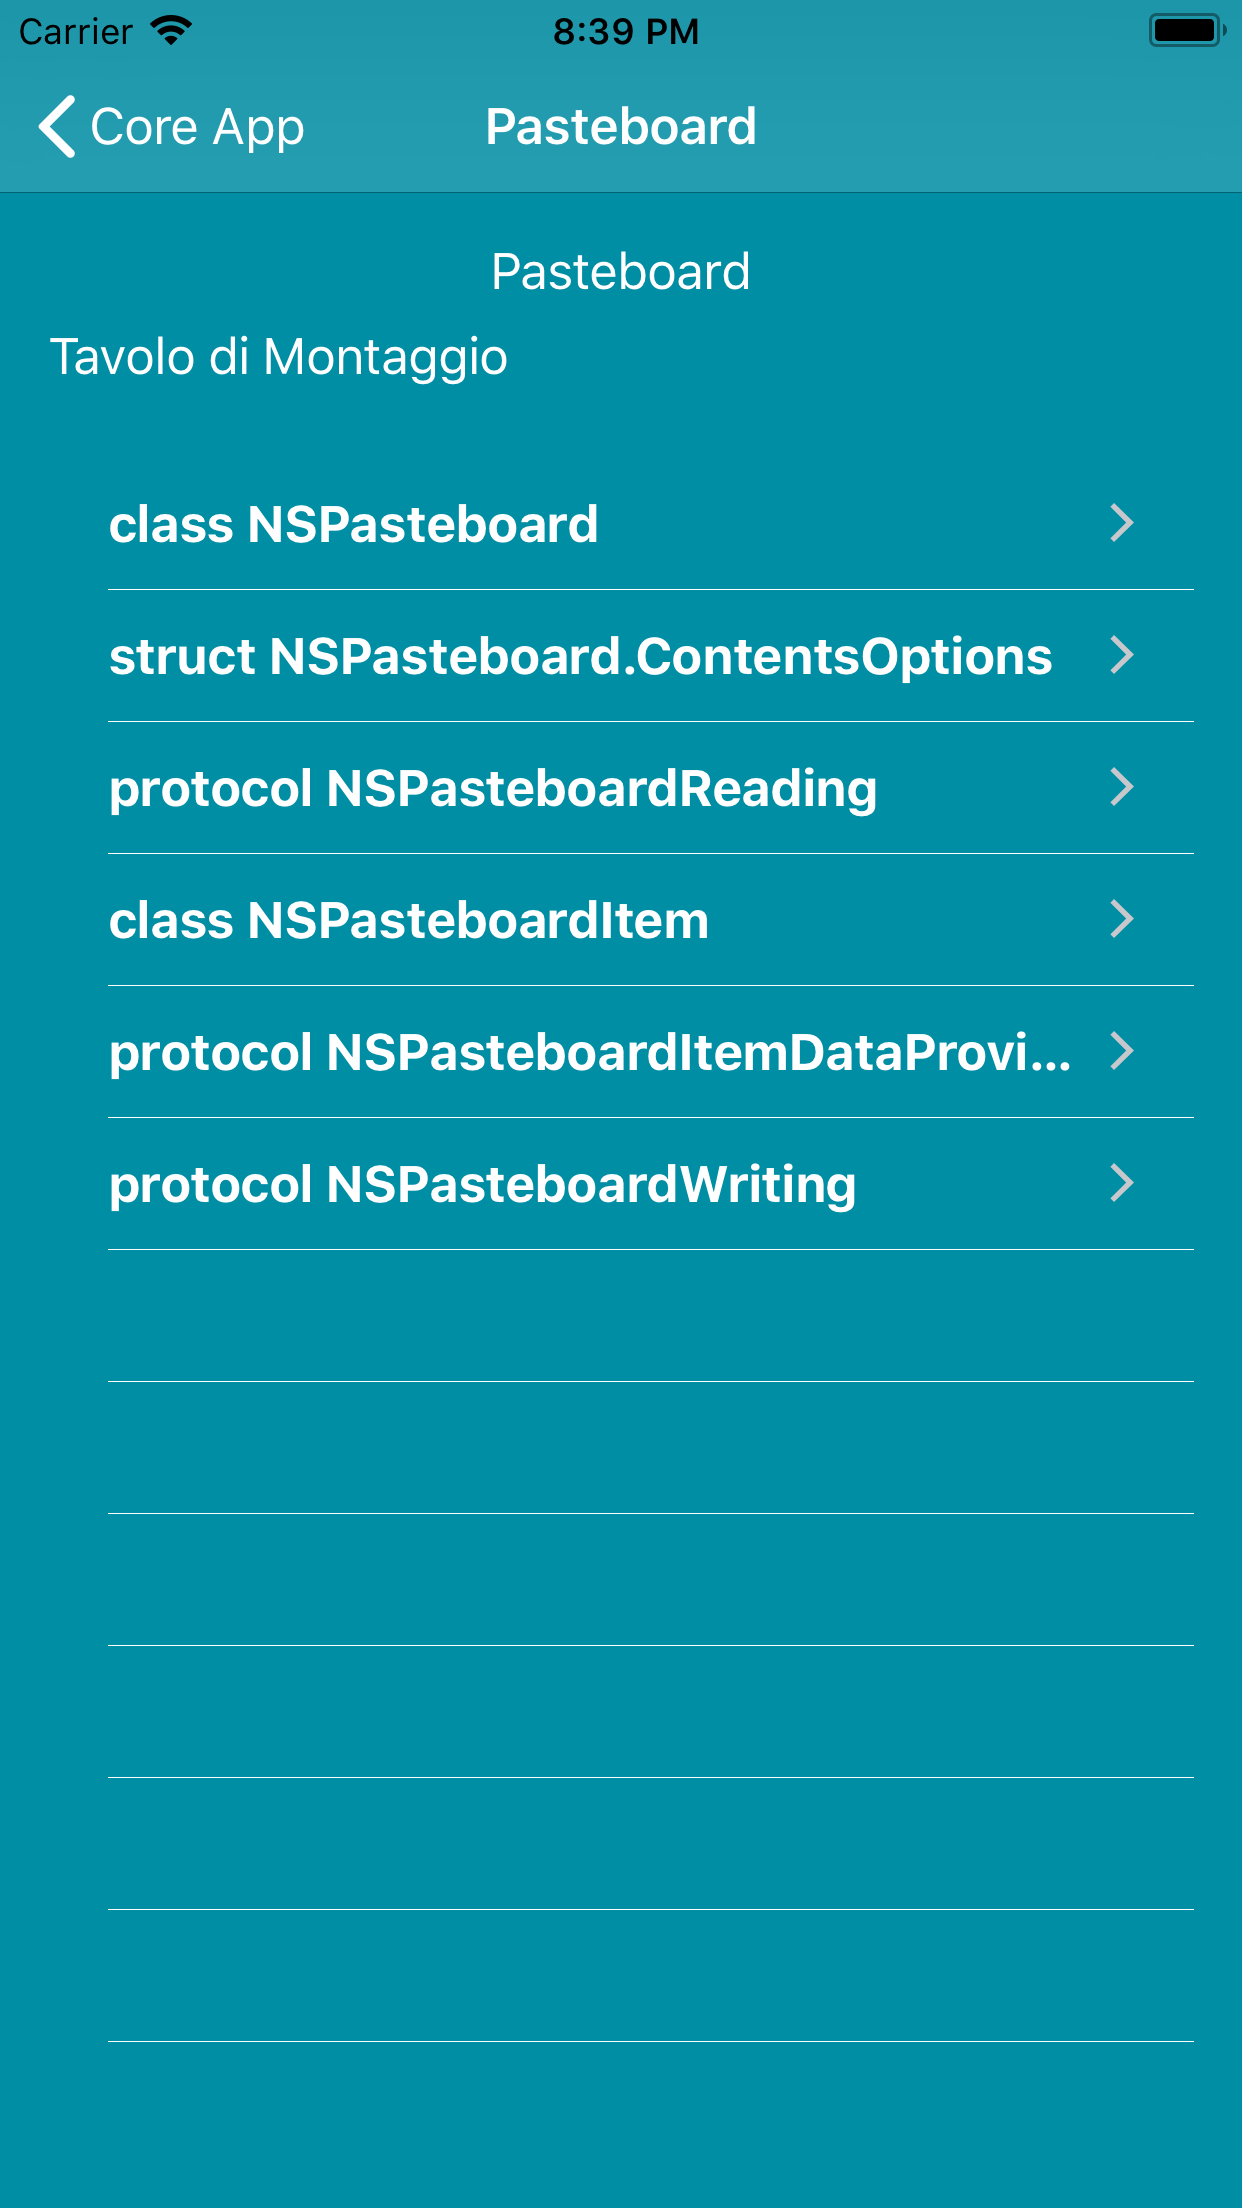 Carrier 8:39 PM
Core App Pasteboard
Pasteboard
Tavolo di Montaggio
class NSPasteboard
struct NSPasteboard.ContentsOptions
protocol NSPasteboardReading
class NSPasteboardItem
protocol NSPasteboardItemDataProvi...
protocol NSPasteboardWriting